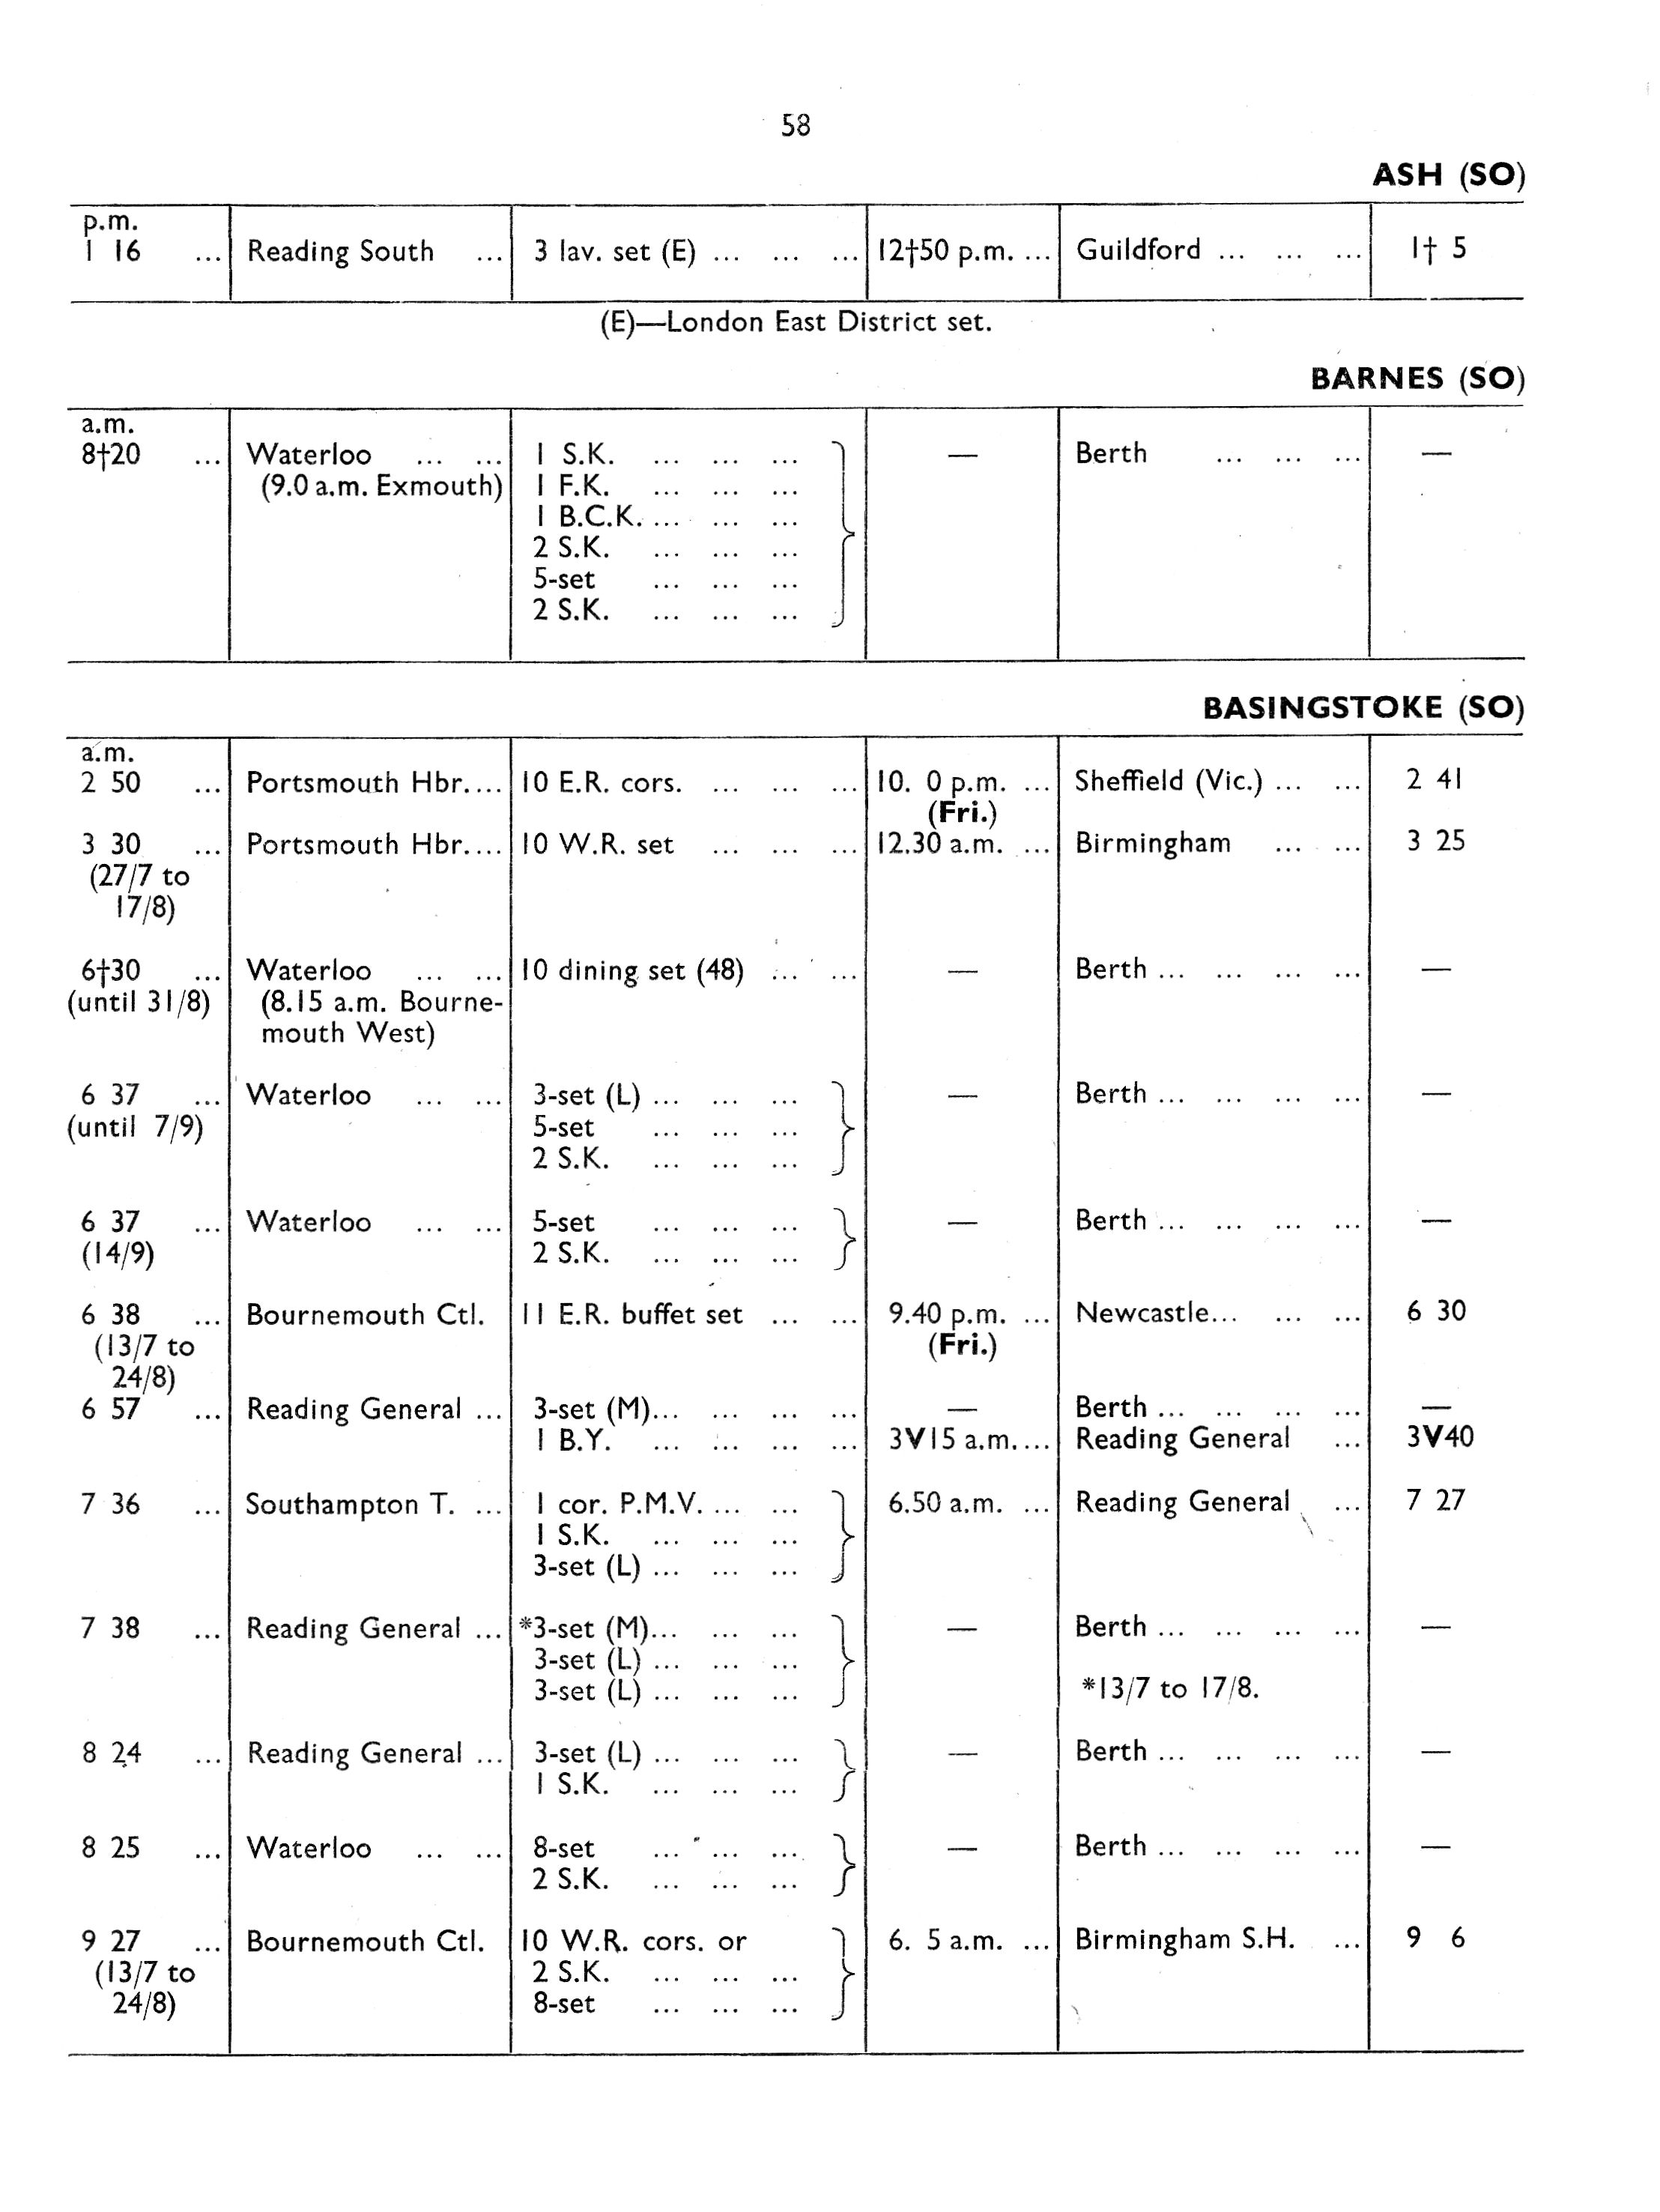 58
ASH (SO)
p.m.
1 16 ... Reading South ... 3 lav. set (E) ... ... ... 12†50 p.m. ... Guildford ... ... ... 1† 5
(E)—London East District set.
BARNES (SO)
a.m.
8†20 ... Waterloo ... ... 1 S.K. ... ... ... — Berth ... ... ... —
(9.0 a.m. Exmouth) 1 F.K. ... ... ...
1 B.C.K. ... ... ...
2 S.K. ... ... ...
5-set ... ... ...
2 S.K. ... ... ...
BASINGSTOKE (SO)
a.m.
2 50 ... Portsmouth Hbr.... 10 E.R. cors. ... ... ... 10. 0 p.m. ... Sheffield (Vic.) ... ... 2 41
(Fri.)
3 30 ... Portsmouth Hbr.... 10 W.R. set ... ... ... 12.30 a.m. ... Birmingham ... ... 3 25
(27/7 to
17/8)
6†30 ... Waterloo ... ... 10 dining set (48) ... ... — Berth ... ... ... ... —
(until 31/8) (8.15 a.m. Bourne-
mouth West)
6 37 ... Waterloo ... ... 3-set (L) ... ... ... — Berth ... ... ... ... —
(until 7/9) 5-set ... ... ...
2 S.K. ... ... ...
6 37 ... Waterloo ... ... 5-set ... ... ... — Berth ... ... ... ... —
(14/9) 2 S.K. ... ... ...
6 38 ... Bournemouth Ctl. 11 E.R. buffet set ... ... 9.40 p.m. ... Newcastle... ... ... 6 30
(13/7 to (Fri.)
24/8)
6 57 ... Reading General ... 3-set (M)... ... ... ... — Berth ... ... ... ... —
1 B.Y. ... ... ... ... 3V15 a.m.... Reading General ... 3V40
7 36 ... Southampton T. ... 1 cor. P.M.V. ... ... 6.50 a.m. ... Reading General ... 7 27
1 S.K. ... ... ...
3-set (L) ... ... ...
7 38 ... Reading General ... *3-set (M)... ... ... — Berth ... ... ... ... —
3-set (L) ... ... ...
3-set (L) ... ... ... *13/7 to 17/8.
8 24 ... Reading General ... 3-set (L) ... ... ... — Berth ... ... ... ... —
1 S.K. ... ... ...
8 25 ... Waterloo ... ... 8-set ... ... ... — Berth ... ... ... ... —
2 S.K. ... ... ...
9 27 ... Bournemouth Ctl. 10 W.R. cors. or 6. 5 a.m. ... Birmingham S.H. ... 9 6
(13/7 to 2 S.K. ... ... ...
24/8) 8-set ... ... ...